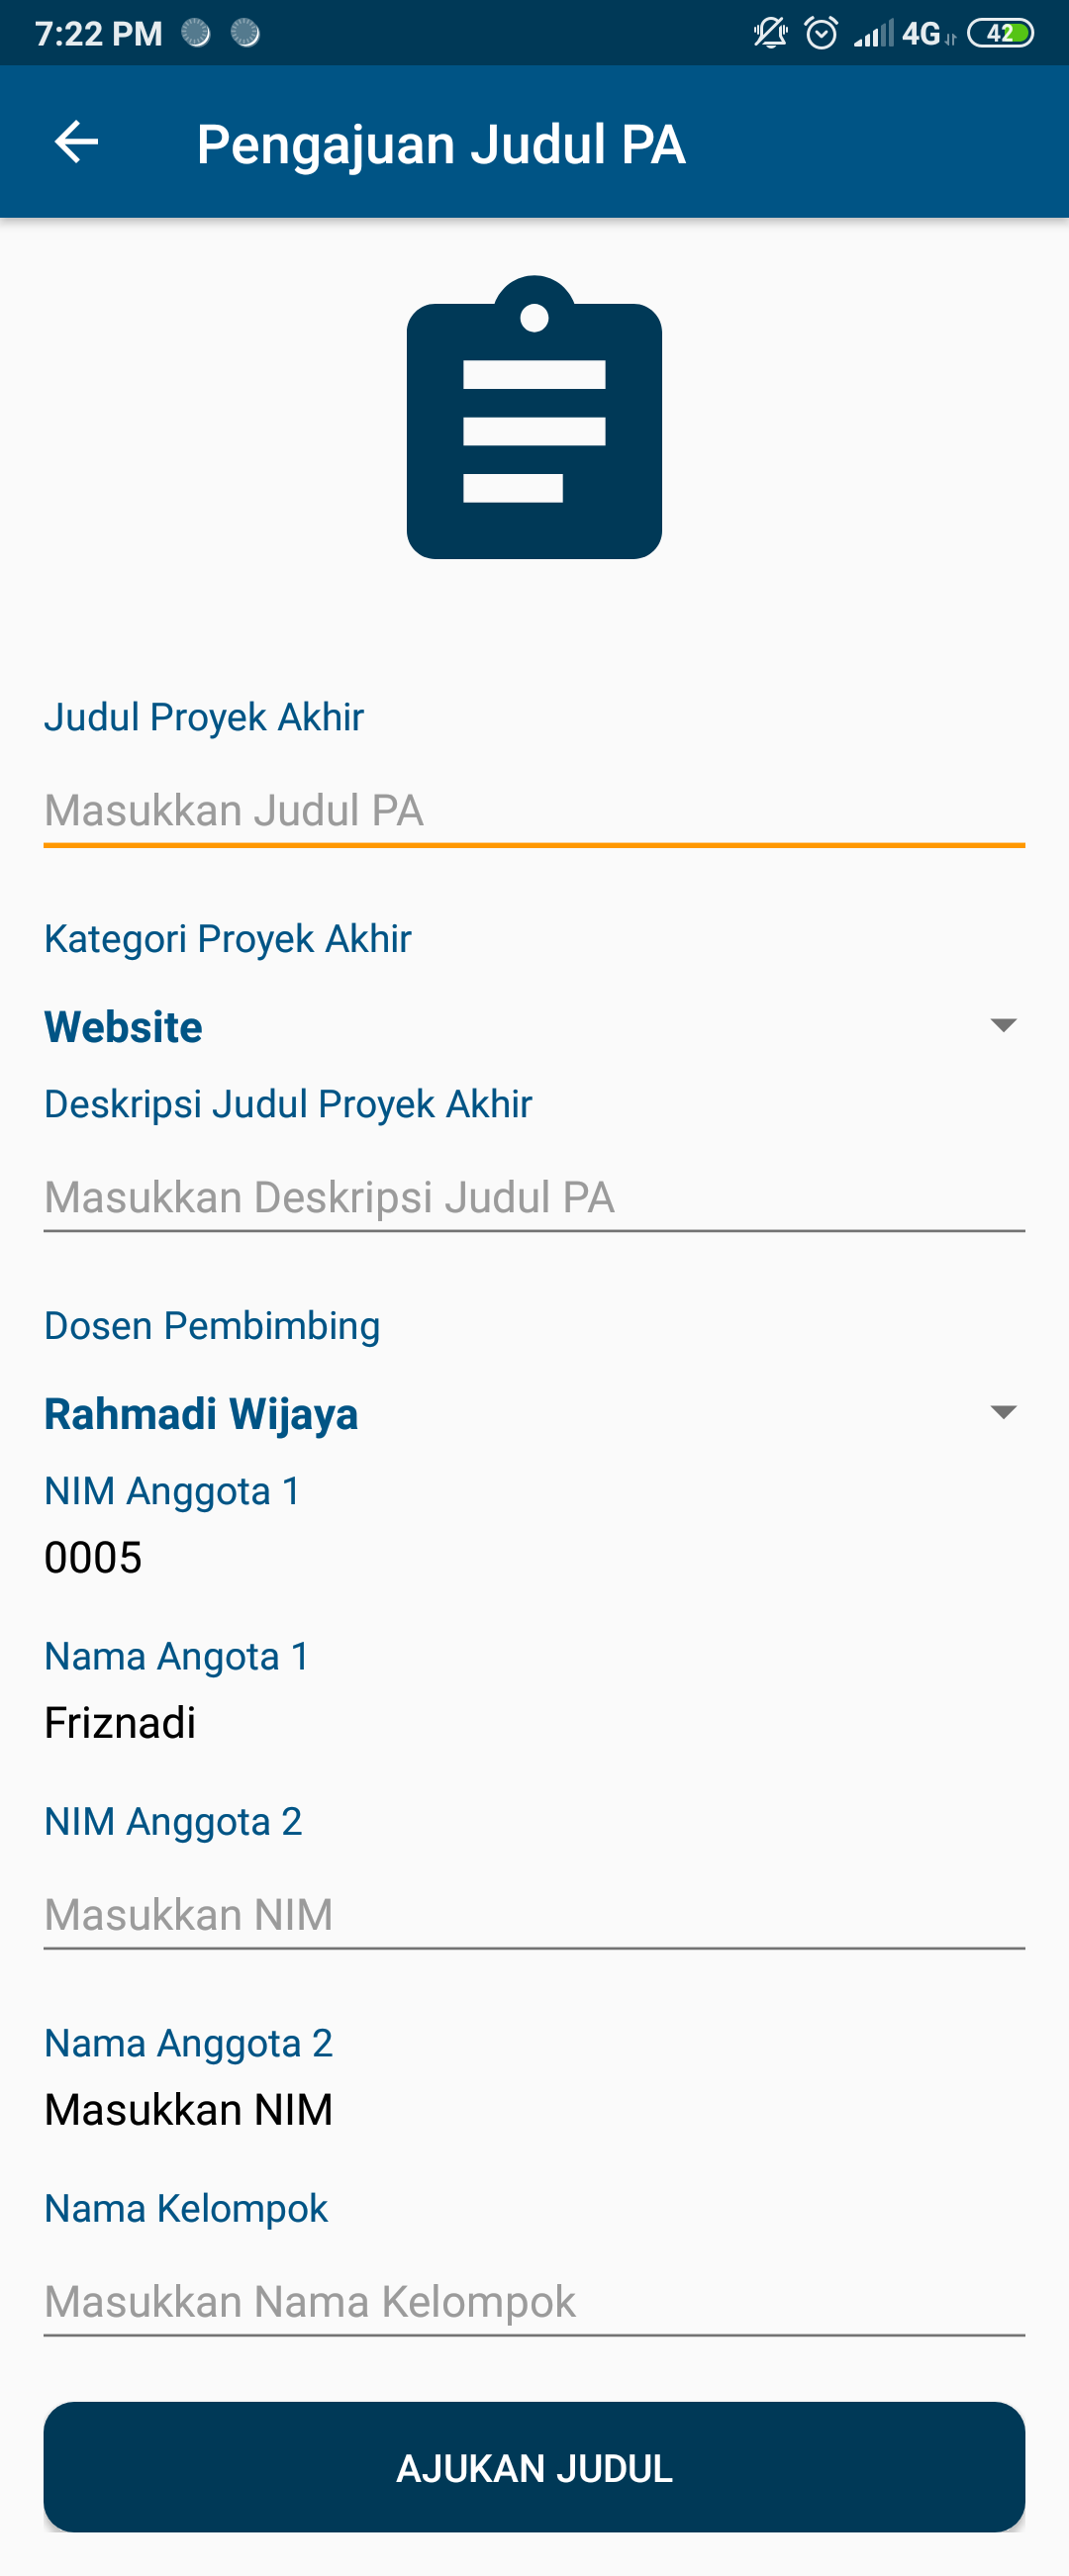 7:22 PM 4G 42
Pengajuan Judul PA
Judul Proyek Akhir
Masukkan Judul PA
Kategori Proyek Akhir
Website
Deskripsi Judul Proyek Akhir
Masukkan Deskripsi Judul PA
Dosen Pembimbing
Rahmadi Wijaya
NIM Anggota 1
0005
Nama Angota 1
Friznadi
NIM Anggota 2
Masukkan NIM
Nama Anggota 2
Masukkan NIM
Nama Kelompok
Masukkan Nama Kelompok
AJUKAN JUDUL